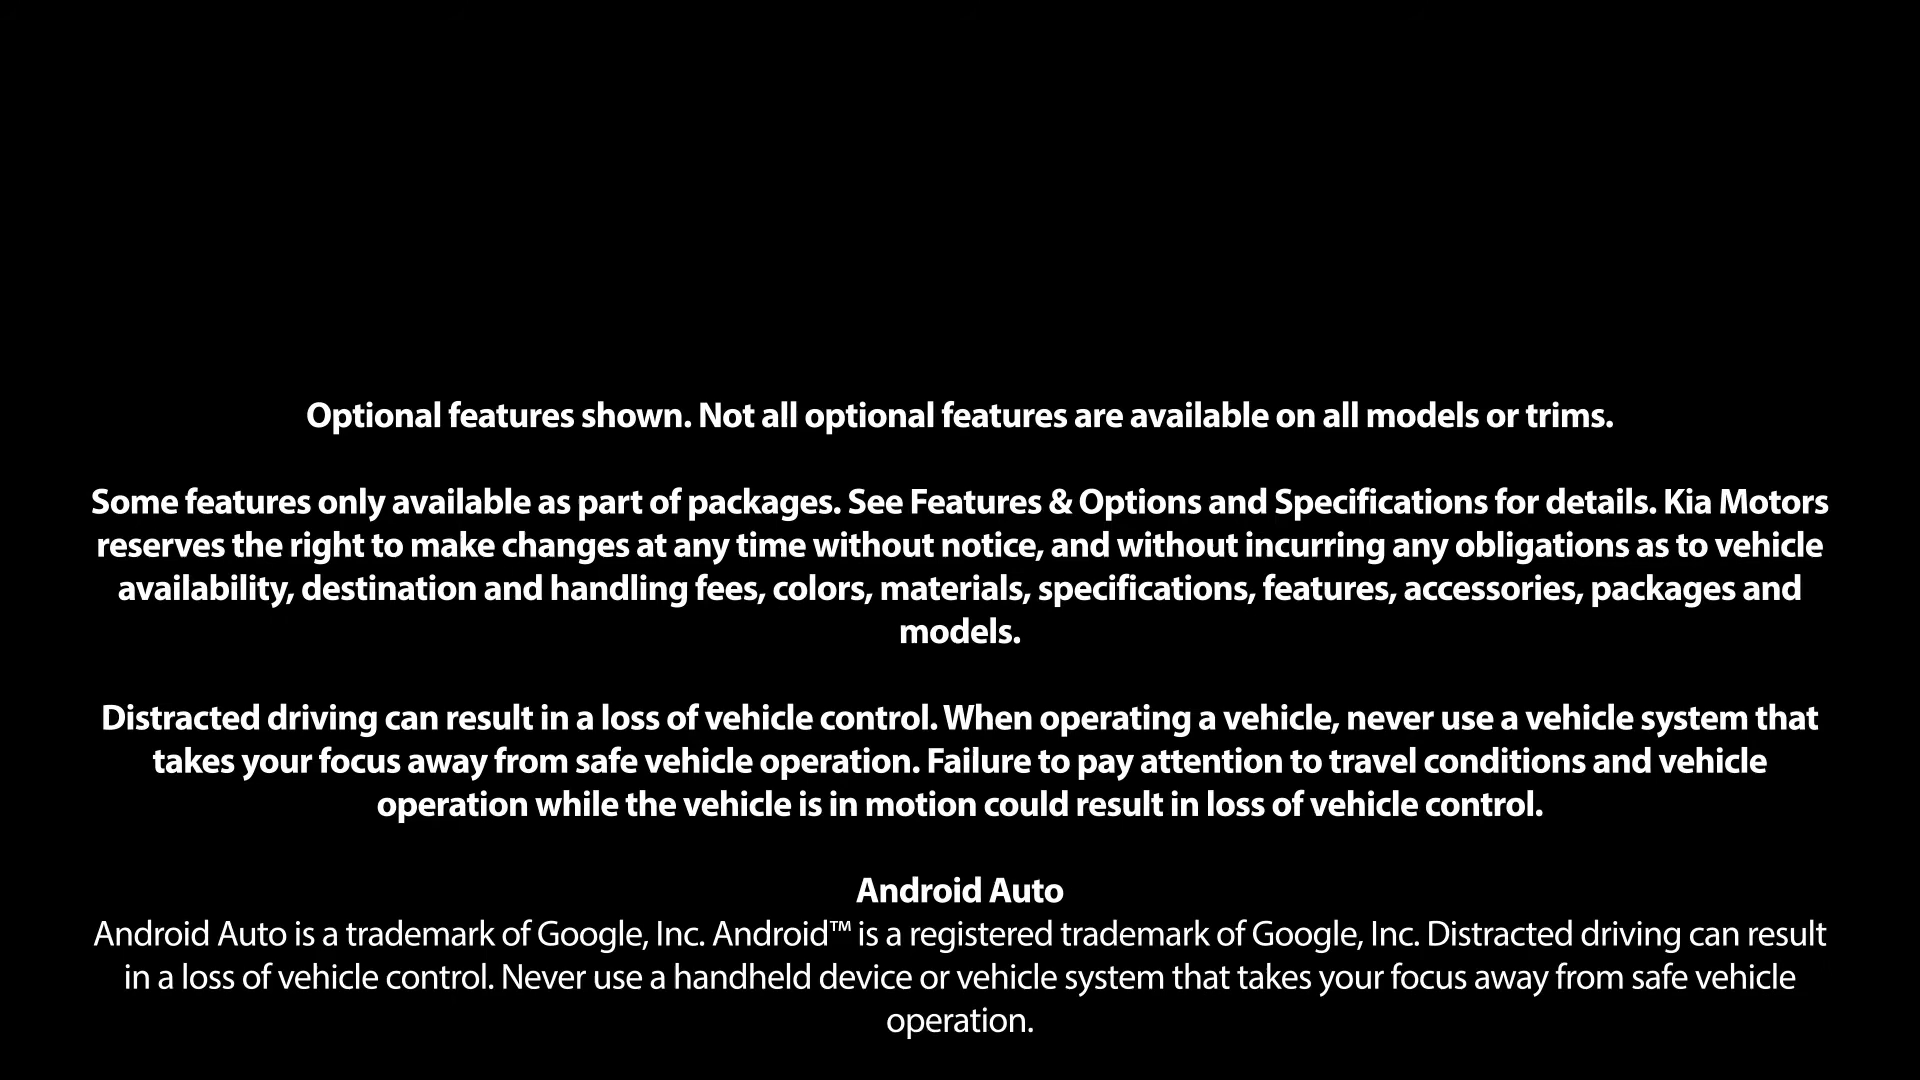 Optional features shown. Not all optional features are available on all models or trims.
Some features only available as part of packages. See Features & Options and Specifications for details. Kia Motors
reserves the right to make changes at any time without notice, and without incurring any obligations as to vehicle
availability, destination and handling fees, colors, materials, specifications, features, accessories, packages and
models.
Distracted driving can result in a loss of vehicle control. When operating a vehicle, never use a vehicle system that
takes your focus away from safe vehicle operation. Failure to pay attention to travel conditions and vehicle
operation while the vehicle is in motion could result in loss of vehicle control.
Android Auto
Android Auto is a trademark of Google, Inc. Android™ is a registered trademark of Google, Inc. Distracted driving can result
in a loss of vehicle control. Never use a handheld device or vehicle system that takes your focus away from safe vehicle
operation.